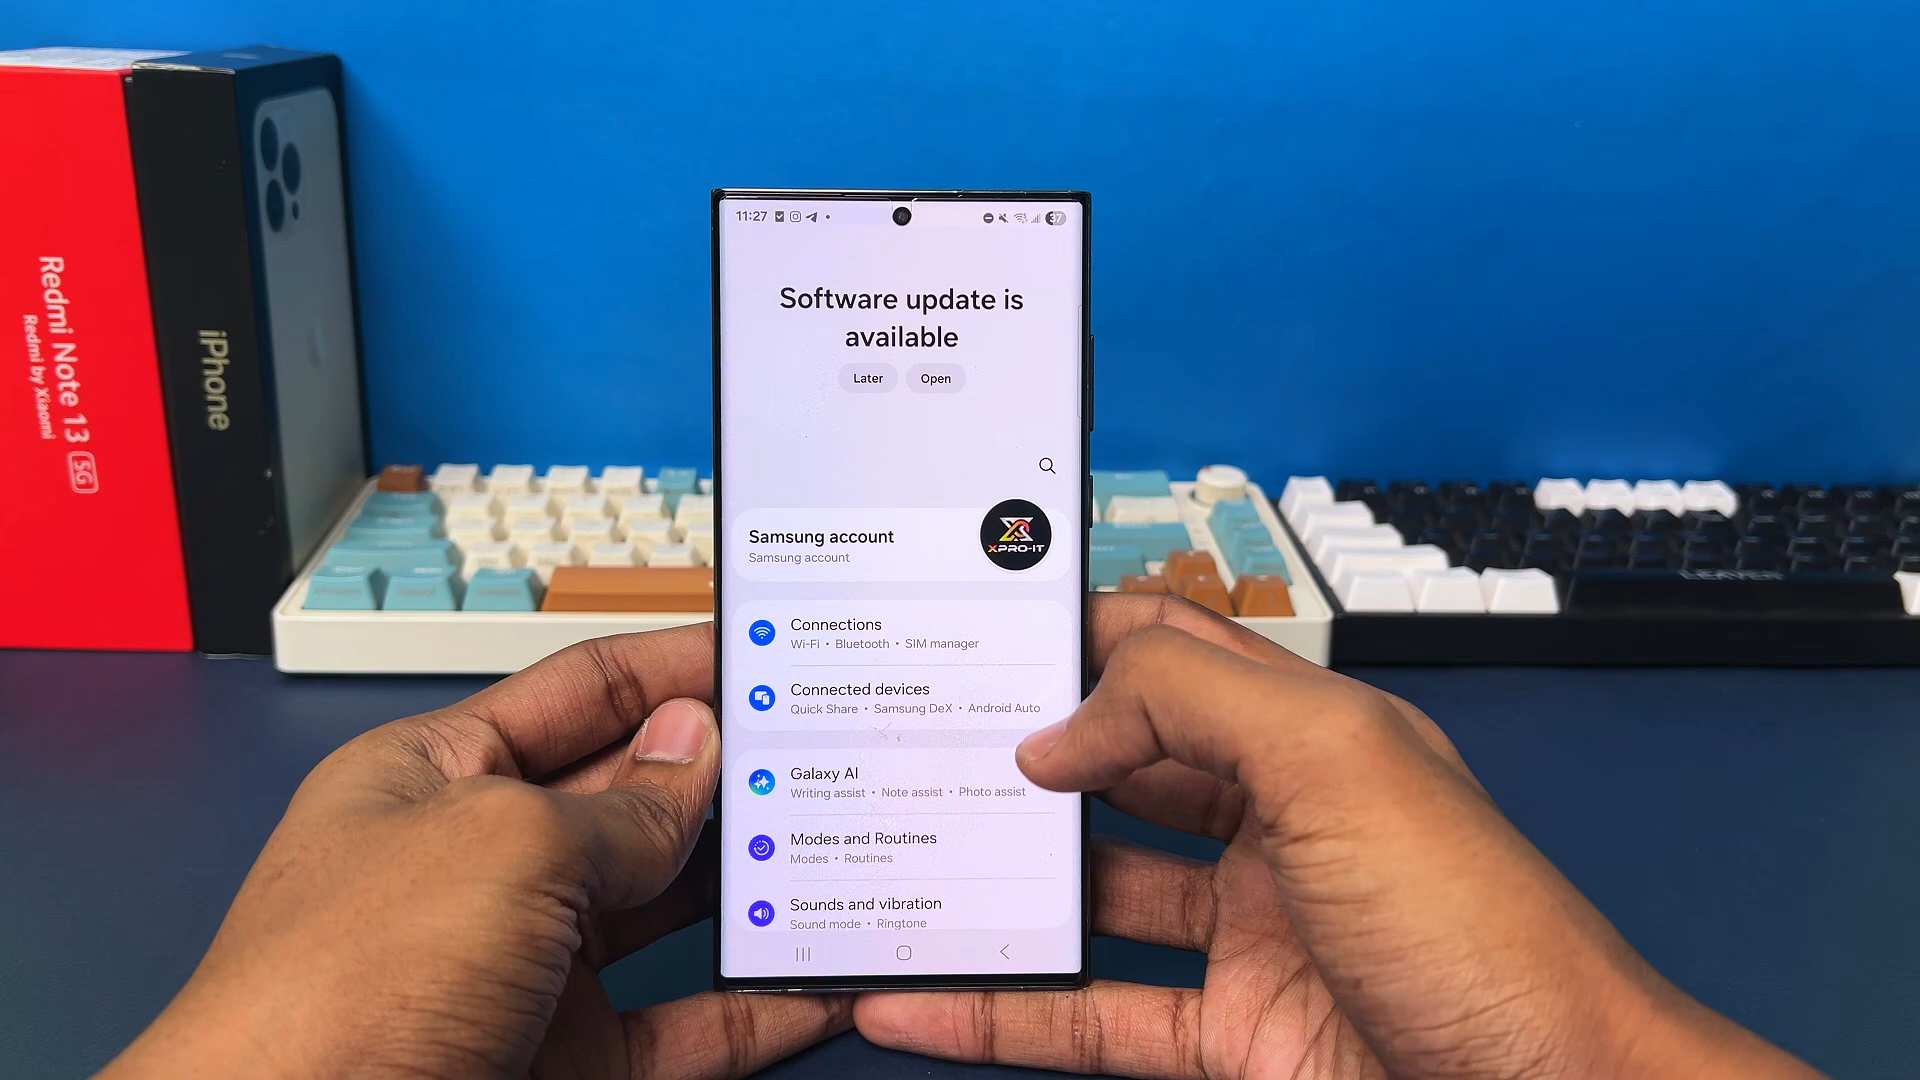 Redmi Note 13 5G
Redmi by Xiaomi
iPhone
11:27
37
Software update is
available
Later
Open
Samsung account
Samsung account
XPRO-IT
Connections
Wi-Fi • Bluetooth • SIM manager
Connected devices
Quick Share • Samsung DeX • Android Auto
Galaxy AI
Writing assist • Note assist • Photo assist
Modes and Routines
Modes • Routines
Sounds and vibration
Sound mode • Ringtone